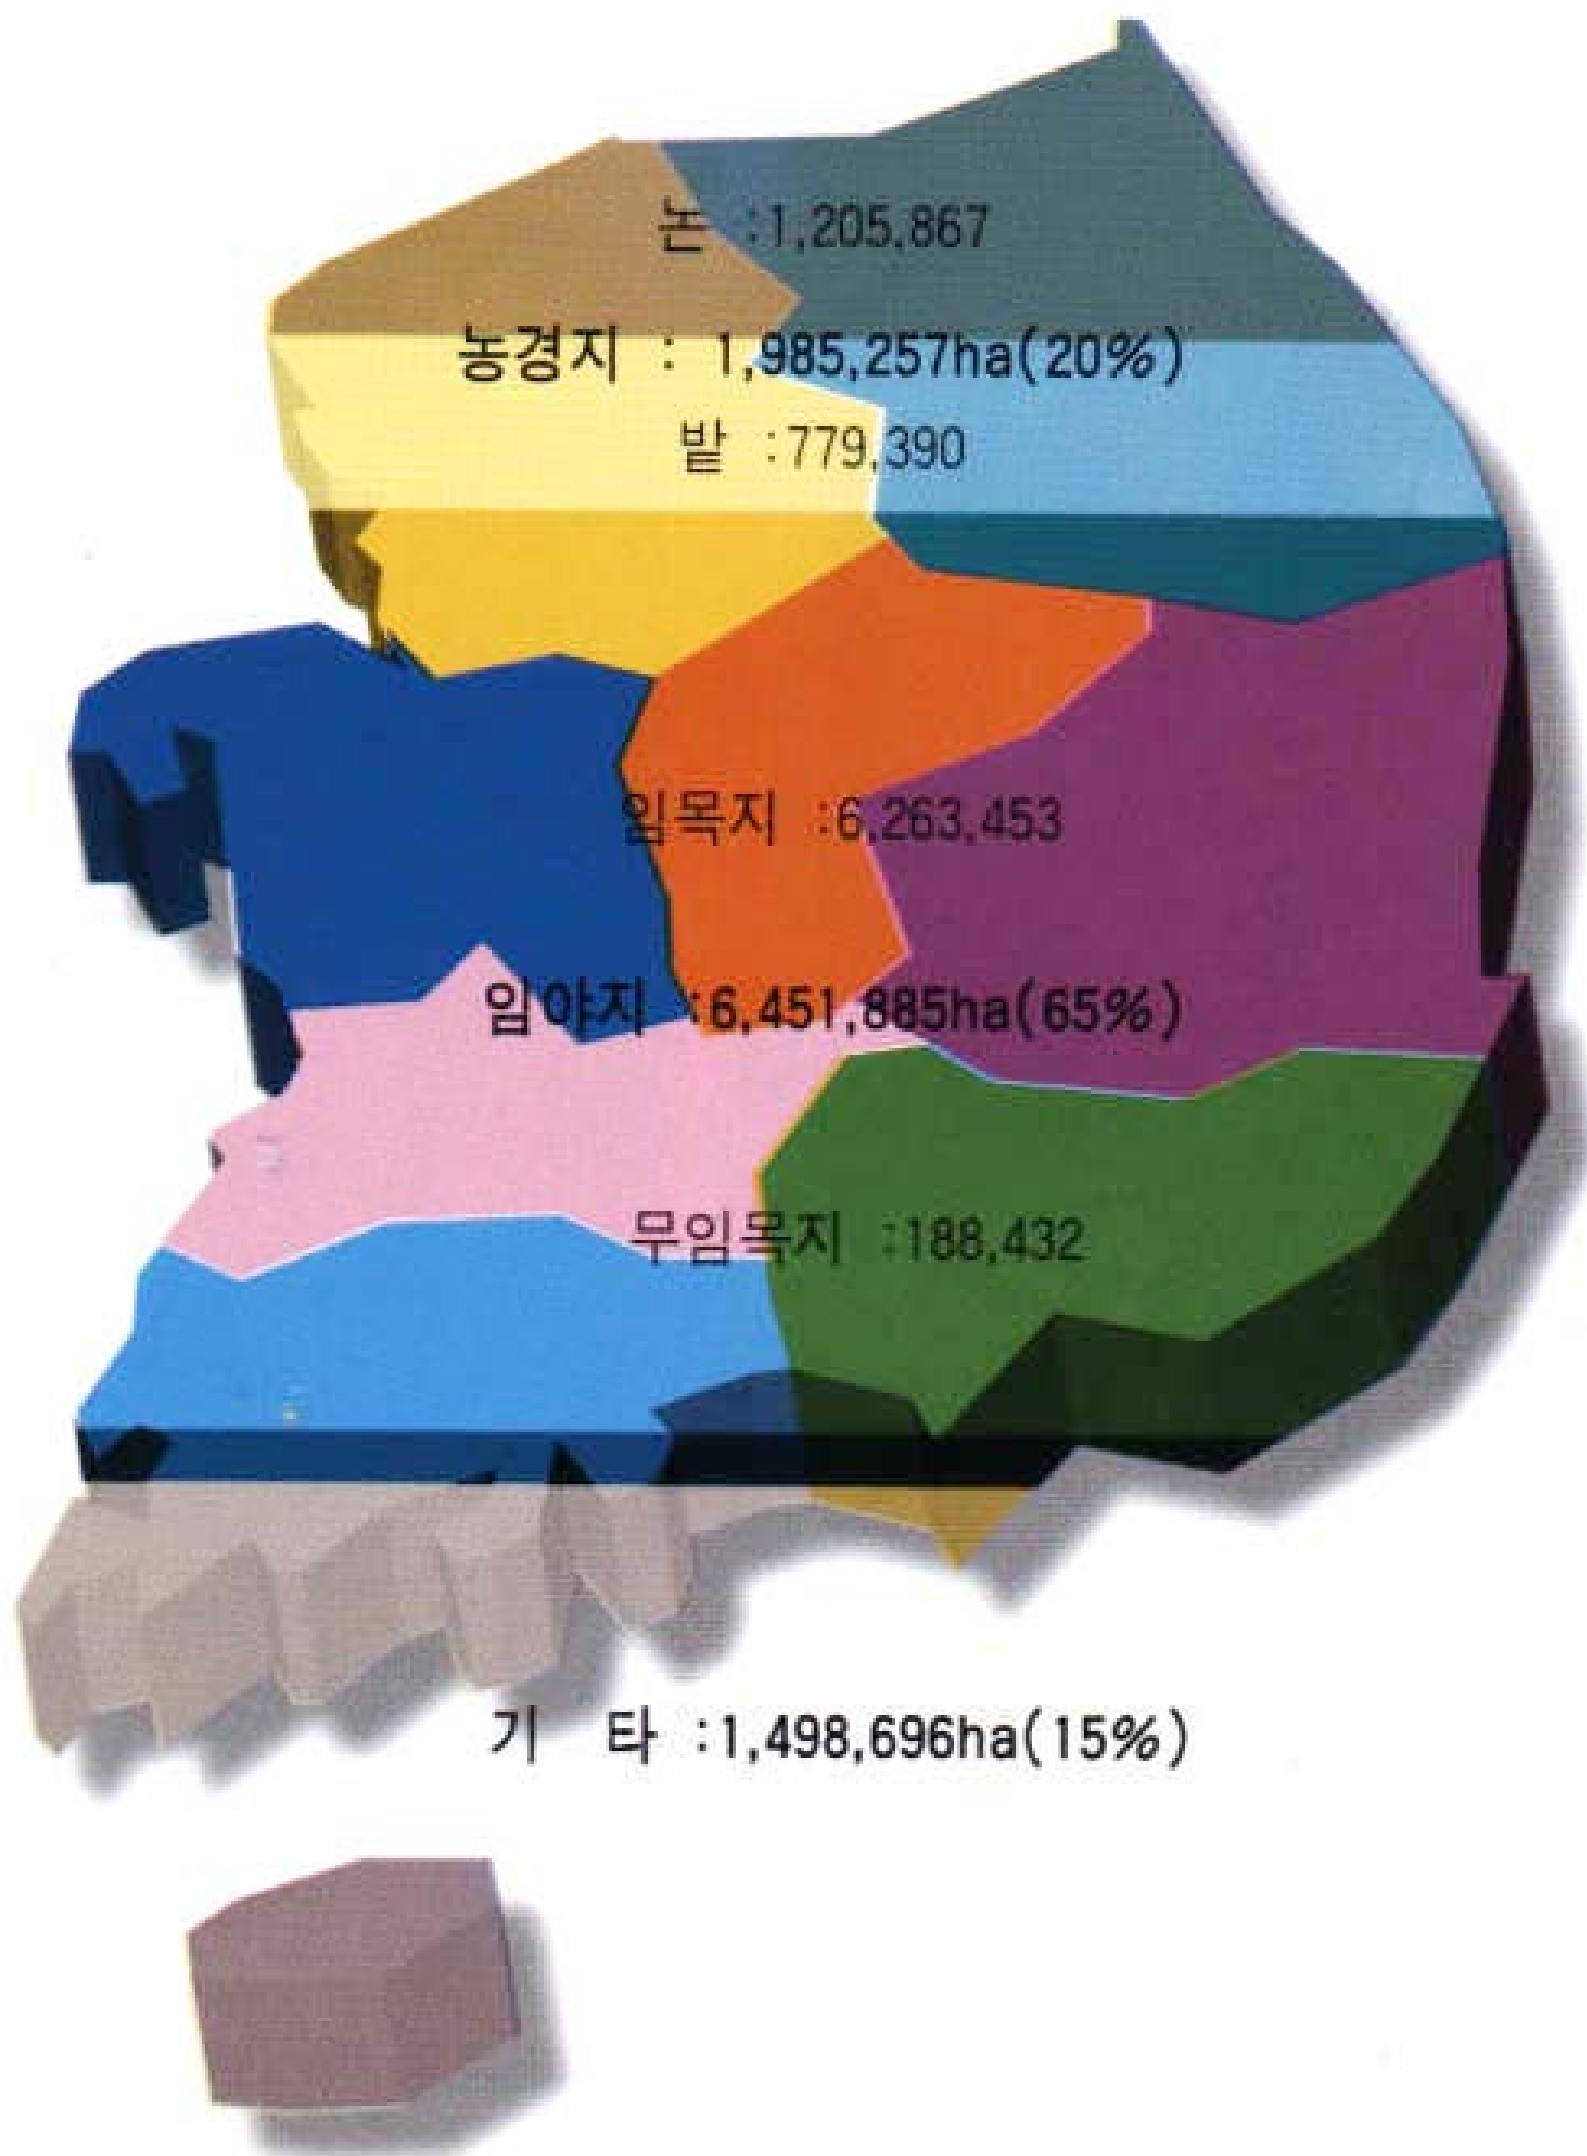 논 :1,205,867
농경지 : 1,985,257ha(20%)
밭 :779,390
임목지 :6,263,453
임야지 :6,451,885ha(65%)
무임목지 :188,432
기 타 :1,498,696ha(15%)